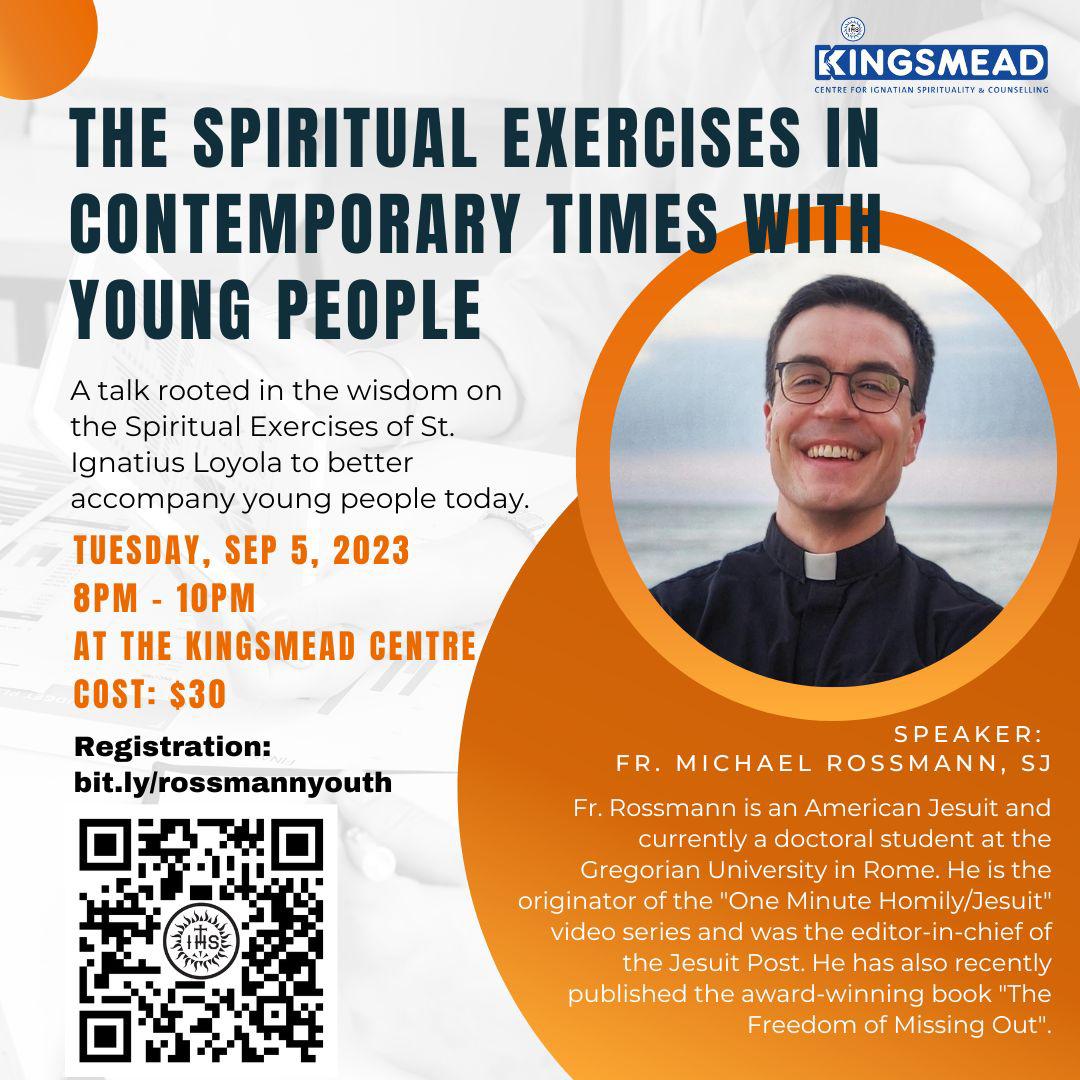 IHS
KINGSMEAD
CENTRE FOR IGNATIAN SPIRITUALITY & COUNSELLING
THE SPIRITUAL EXERCISES IN
CONTEMPORARY TIMES WITH
YOUNG PEOPLE
A talk rooted in the wisdom on
the Spiritual Exercises of St.
Ignatius Loyola to better
accompany young people today.
TUESDAY, SEP 5, 2023
8PM - 10PM
AT THE KINGSMEAD CENTRE
COST: $30
Registration:
bit.ly/rossmannyouth
IHS
SPEAKER:
FR. MICHAEL ROSSMANN, SJ
Fr. Rossmann is an American Jesuit and
currently a doctoral student at the
Gregorian University in Rome. He is the
originator of the "One Minute Homily/Jesuit"
video series and was the editor-in-chief of
the Jesuit Post. He has also recently
published the award-winning book "The
Freedom of Missing Out".